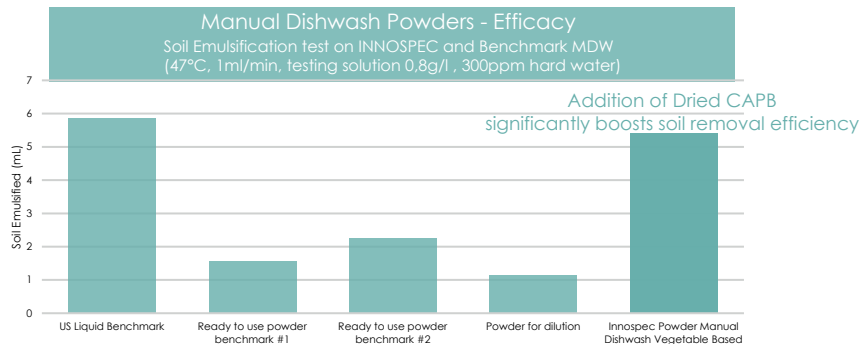 Manual Dishwash Powders - Efficacy
Soil Emulsification test on INNOSPEC and Benchmark MDW
(47°C, 1ml/min, testing solution 0,8g/l , 300ppm hard water)
Addition of Dried CAPB
significantly boosts soil removal efficiency
Soil Emulsified (mL)
7
6
5
4
3
2
1
0
US Liquid Benchmark
Ready to use powder
benchmark #1
Ready to use powder
benchmark #2
Powder for dilution
Innospec Powder Manual
Dishwash Vegetable Based